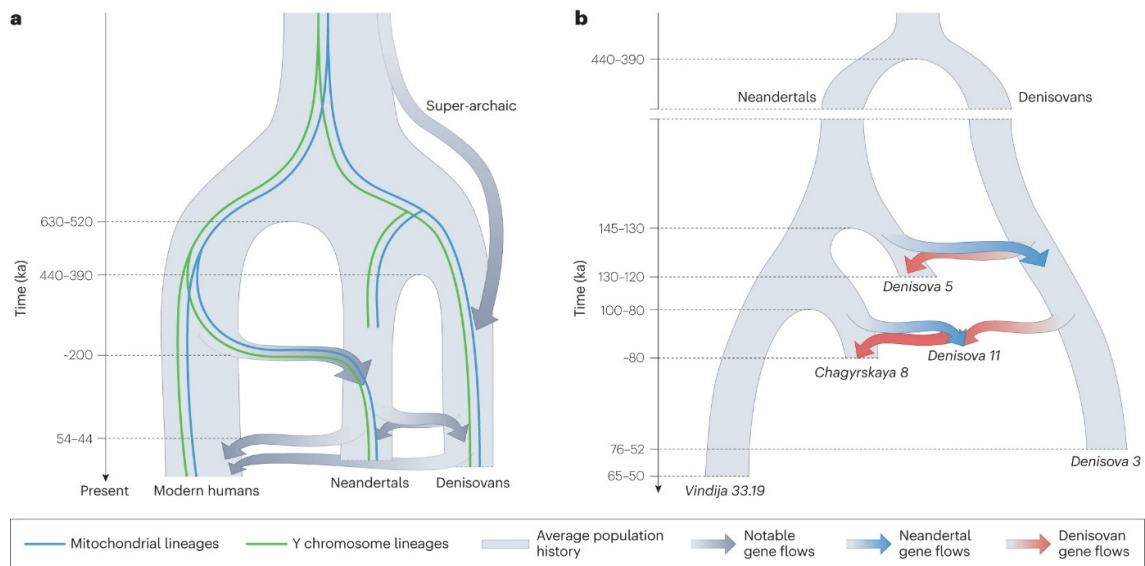 a
Super-archaic
Time (ka)
630–520
440–390
~200
54–44
Present
Modern humans
Neandertals
Denisovans
b
440–390
Neandertals
Denisovans
Time (ka)
145–130
130–120
Denisova 5
100–80
Denisova 11
~80
Chagyrskaya 8
76–52
Denisova 3
65–50
Vindija 33.19
Mitochondrial lineages
Y chromosome lineages
Average population
history
Notable
gene flows
Neandertal
gene flows
Denisovan
gene flows